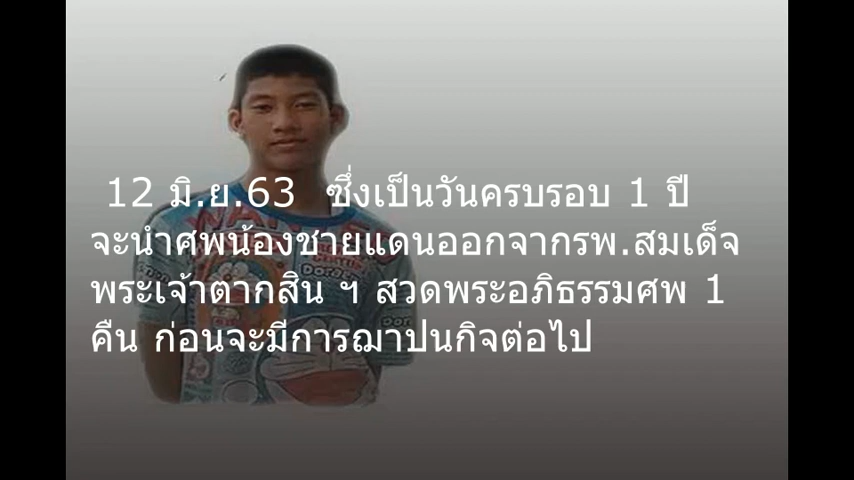 12 มิ.ย.63 ซึ่งเป็นวันครบรอบ 1 ปี
จะนำศพน้องชายแดนออกจากรพ.สมเด็จ
พระเจ้าตากสิน ฯ สวดพระอภิธรรมศพ 1
คืน ก่อนจะมีการฌาปนกิจต่อไป